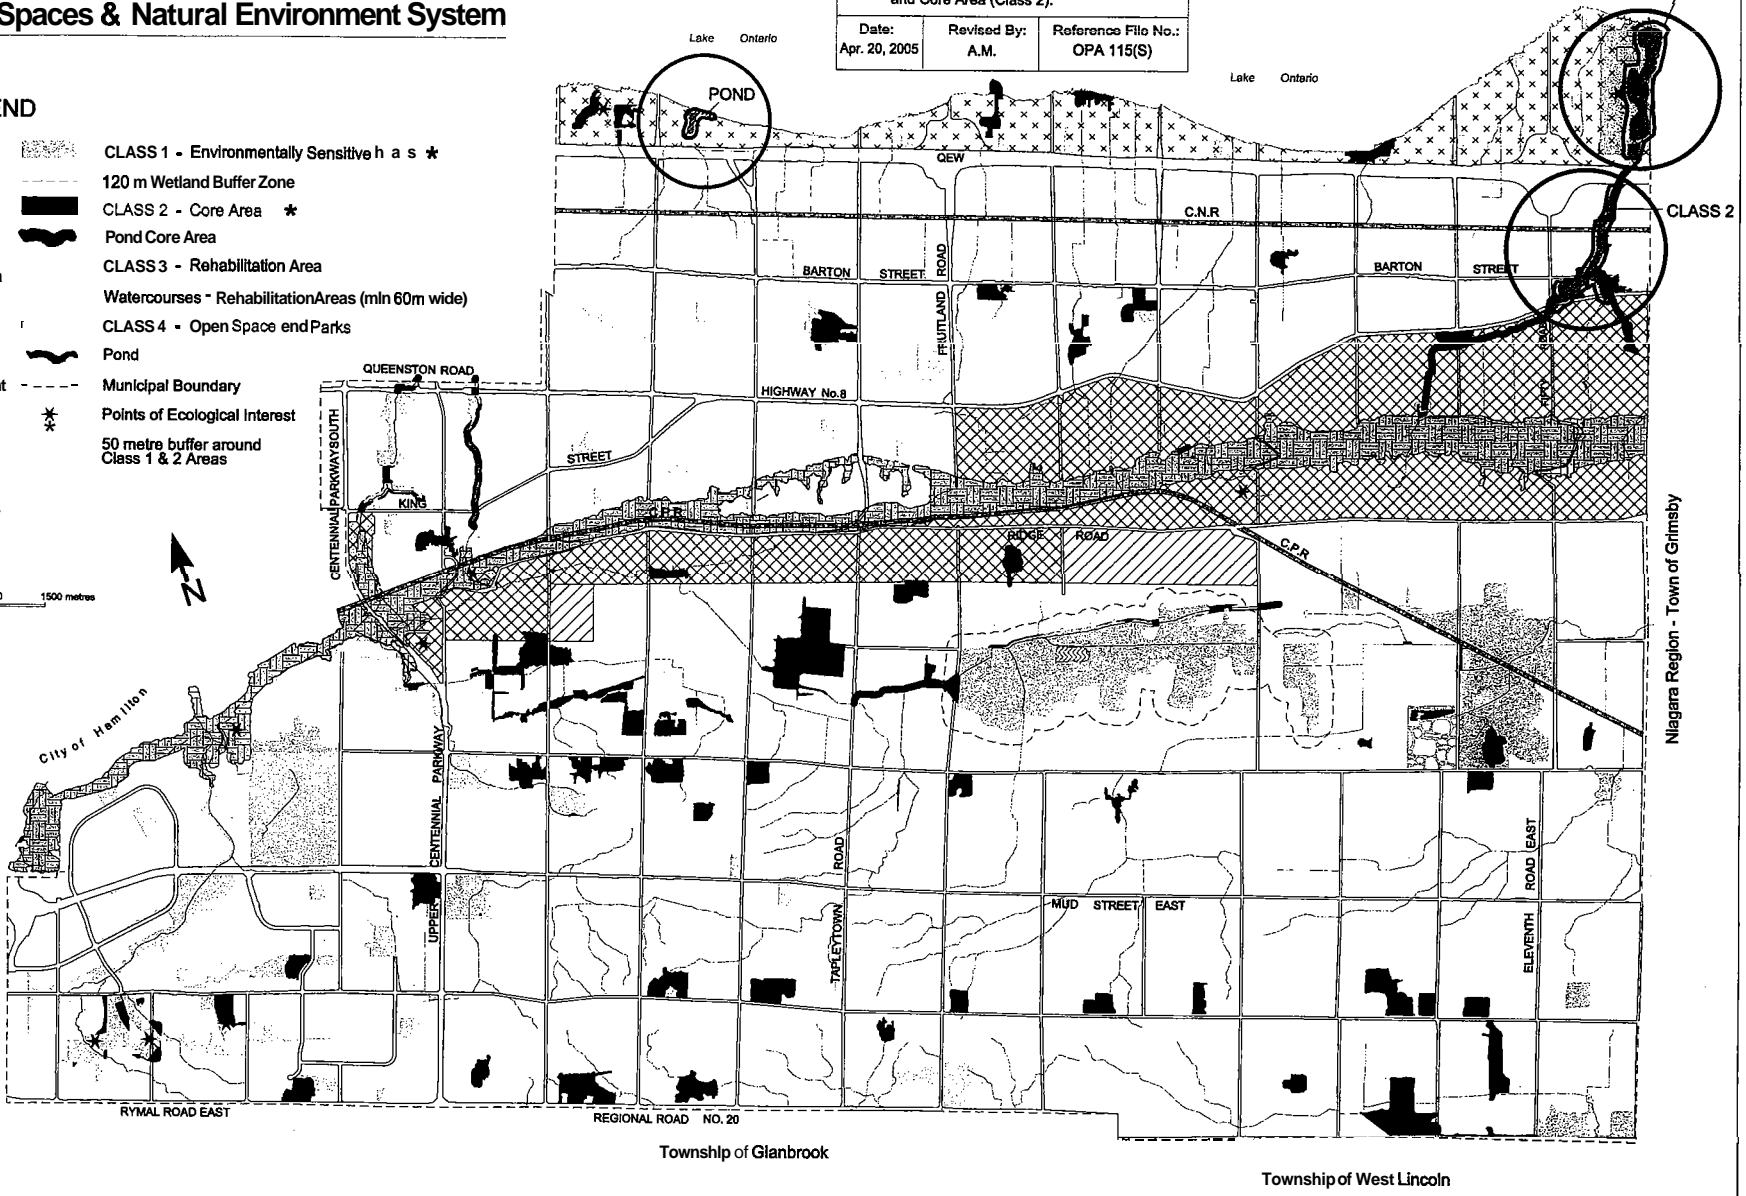 Spaces & Natural Environment System
and Core Area (Class 2).
Date:
Apr. 20, 2005
Revised By:
A.M.
Reference File No.:
OPA 115(S)
Lake Ontario
Lake Ontario
END
CLASS 1 - Environmentally Sensitive h a s *
120 m Wetland Buffer Zone
CLASS 2 - Core Area *
Pond Core Area
CLASS 3 - Rehabilitation Area
Watercourses - Rehabilitation Areas (mln 60m wide)
CLASS 4 - Open Space end Parks
Pond
Municipal Boundary
Points of Ecological Interest
50 metre buffer around
Class 1 & 2 Areas
N
1500 metres
POND
QEW
C.N.R
CLASS 2
BARTON STREET
BARTON STREET
FRUITLAND ROAD
FIFTY ROAD
QUEENSTON ROAD
HIGHWAY No.8
CENTENNIAL PARKWAY SOUTH
STREET
KING
C.P.R
RIDGE ROAD
C.P.R
City of Hamilton
Niagara Region - Town of Grimsby
UPPER CENTENNIAL PARKWAY
TAPLEYTOWN ROAD
MUD STREET EAST
ELEVENTH ROAD EAST
RYMAL ROAD EAST
REGIONAL ROAD NO. 20
Townshlp of Glanbrook
Township of West Lincoln